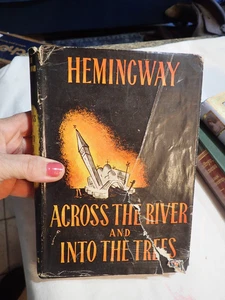 HEMINGWAY
ACROSS THE RIVER
AND
INTO THE TREES